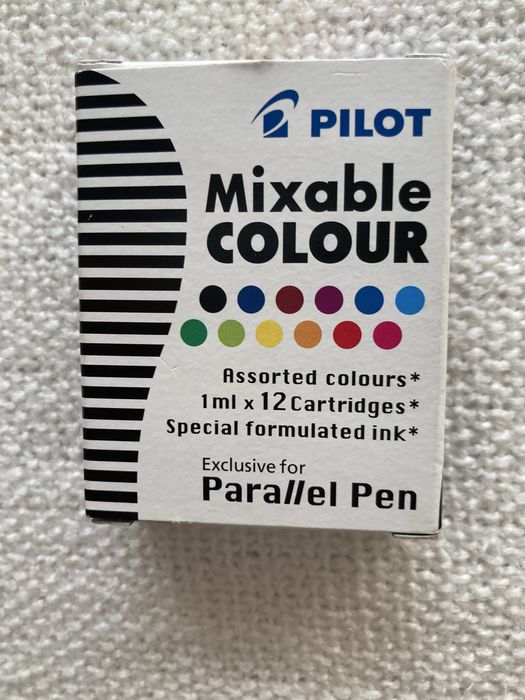 PILOT
Mixable
COLOUR
Assorted colours*
1ml x 12 Cartridges*
Special formulated ink*
Exclusive for
Parallel Pen